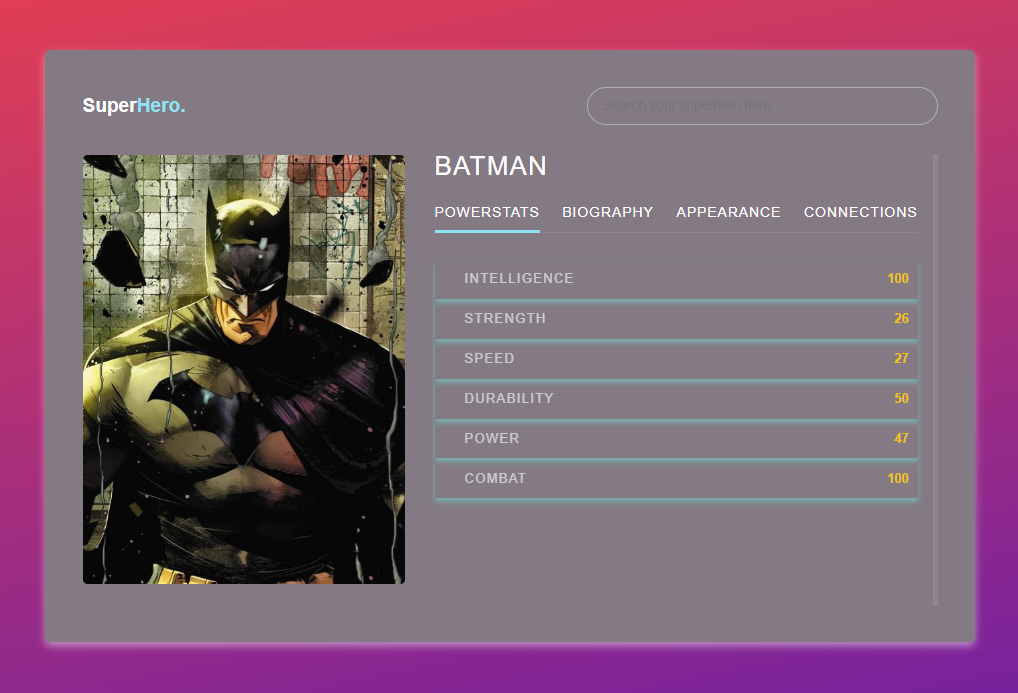 SuperHero.
Search your superhero here...
BATMAN
POWERSTATS BIOGRAPHY APPEARANCE CONNECTIONS
INTELLIGENCE 100
STRENGTH 26
SPEED 27
DURABILITY 50
POWER 47
COMBAT 100